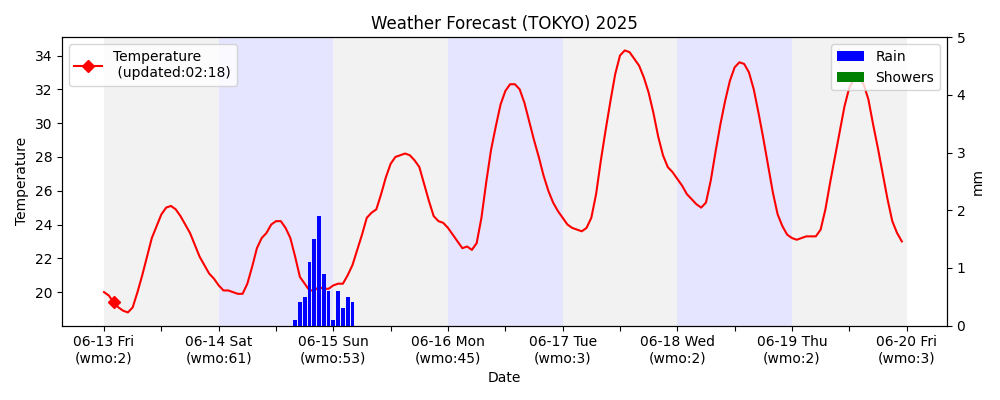 Weather Forecast (TOKYO) 2025
Temperature
(updated:02:18)
Rain
Showers
Temperature
34
32
30
28
26
24
22
20
5
4
3
2
1
0
mm
06-13 Fri
(wmo:2)
06-14 Sat
(wmo:61)
06-15 Sun
(wmo:53)
06-16 Mon
(wmo:45)
06-17 Tue
(wmo:3)
06-18 Wed
(wmo:2)
06-19 Thu
(wmo:2)
06-20 Fri
(wmo:3)
Date